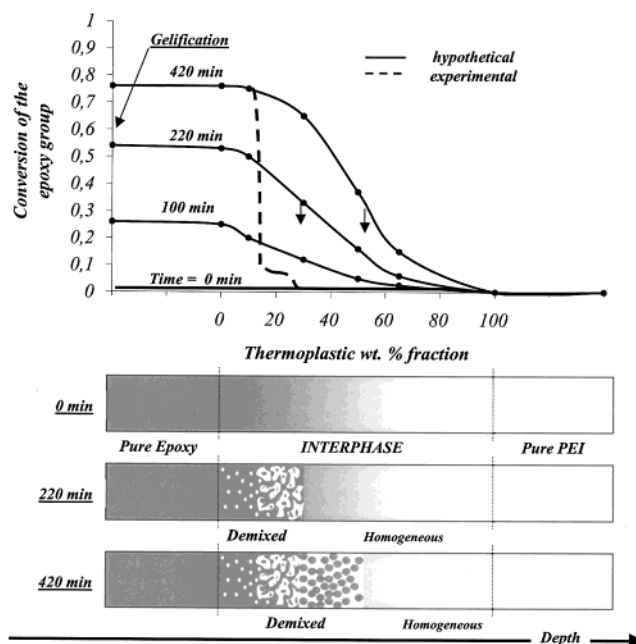 Gelification
hypothetical
experimental
Conversion of the
epoxy group
1
0,9
0,8
0,7
0,6
0,5
0,4
0,3
0,2
0,1
0
420 min
220 min
100 min
Time = 0 min
0 20 40 60 80 100
Thermoplastic wt. % fraction
0 min
Pure Epoxy INTERPHASE Pure PEI
220 min
Demixed Homogeneous
420 min
Demixed Homogeneous
Depth